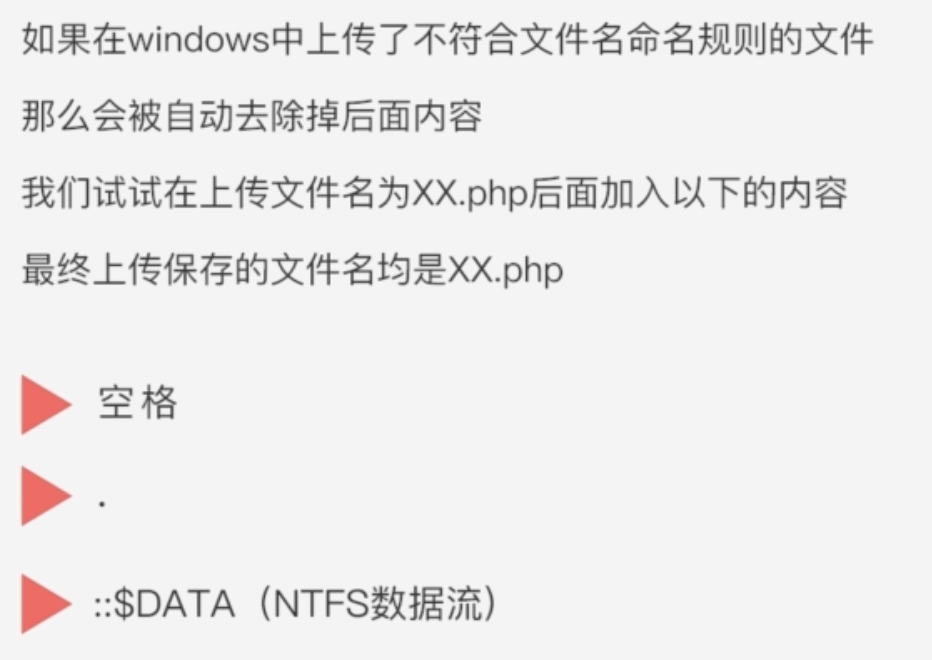 如果在windows中上传了不符合文件名命名规则的文件
那么会被自动去除掉后面内容
我们试试在上传文件名为XX.php后面加入以下的内容
最终上传保存的文件名均是XX.php
空格
.
::$DATA（NTFS数据流）